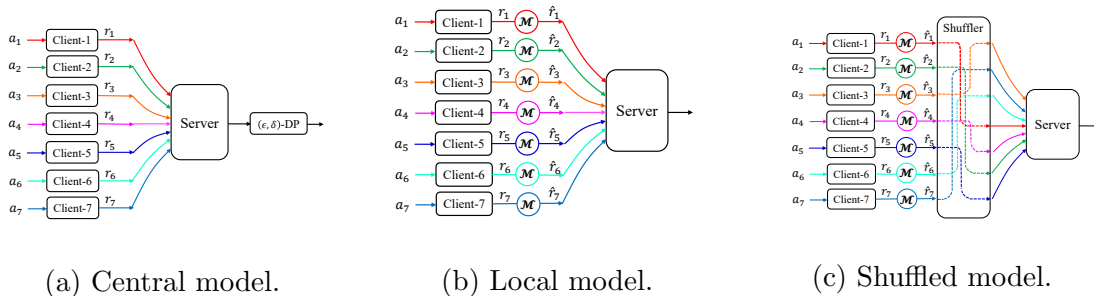 a₁ Client-1 r₁
a₂ Client-2 r₂
a₃ Client-3 r₃
a₄ Client-4 r₄ Server (ϵ, δ)-DP
a₅ Client-5 r₅
a₆ Client-6 r₆
a₇ Client-7 r₇
(a) Central model.
a₁ Client-1 r₁ ℳ r̂₁
a₂ Client-2 r₂ ℳ r̂₂
a₃ Client-3 r₃ ℳ r̂₃
a₄ Client-4 r₄ ℳ r̂₄ Server
a₅ Client-5 r₅ ℳ r̂₅
a₆ Client-6 r₆ ℳ r̂₆
a₇ Client-7 r₇ ℳ r̂₇
(b) Local model.
Shuffler
a₁ Client-1 r₁ ℳ r̂₁
a₂ Client-2 r₂ ℳ r̂₂
a₃ Client-3 r₃ ℳ r̂₃
a₄ Client-4 r₄ ℳ r̂₄ Server
a₅ Client-5 r₅ ℳ r̂₅
a₆ Client-6 r₆ ℳ r̂₆
a₇ Client-7 r₇ ℳ r̂₇
(c) Shuffled model.